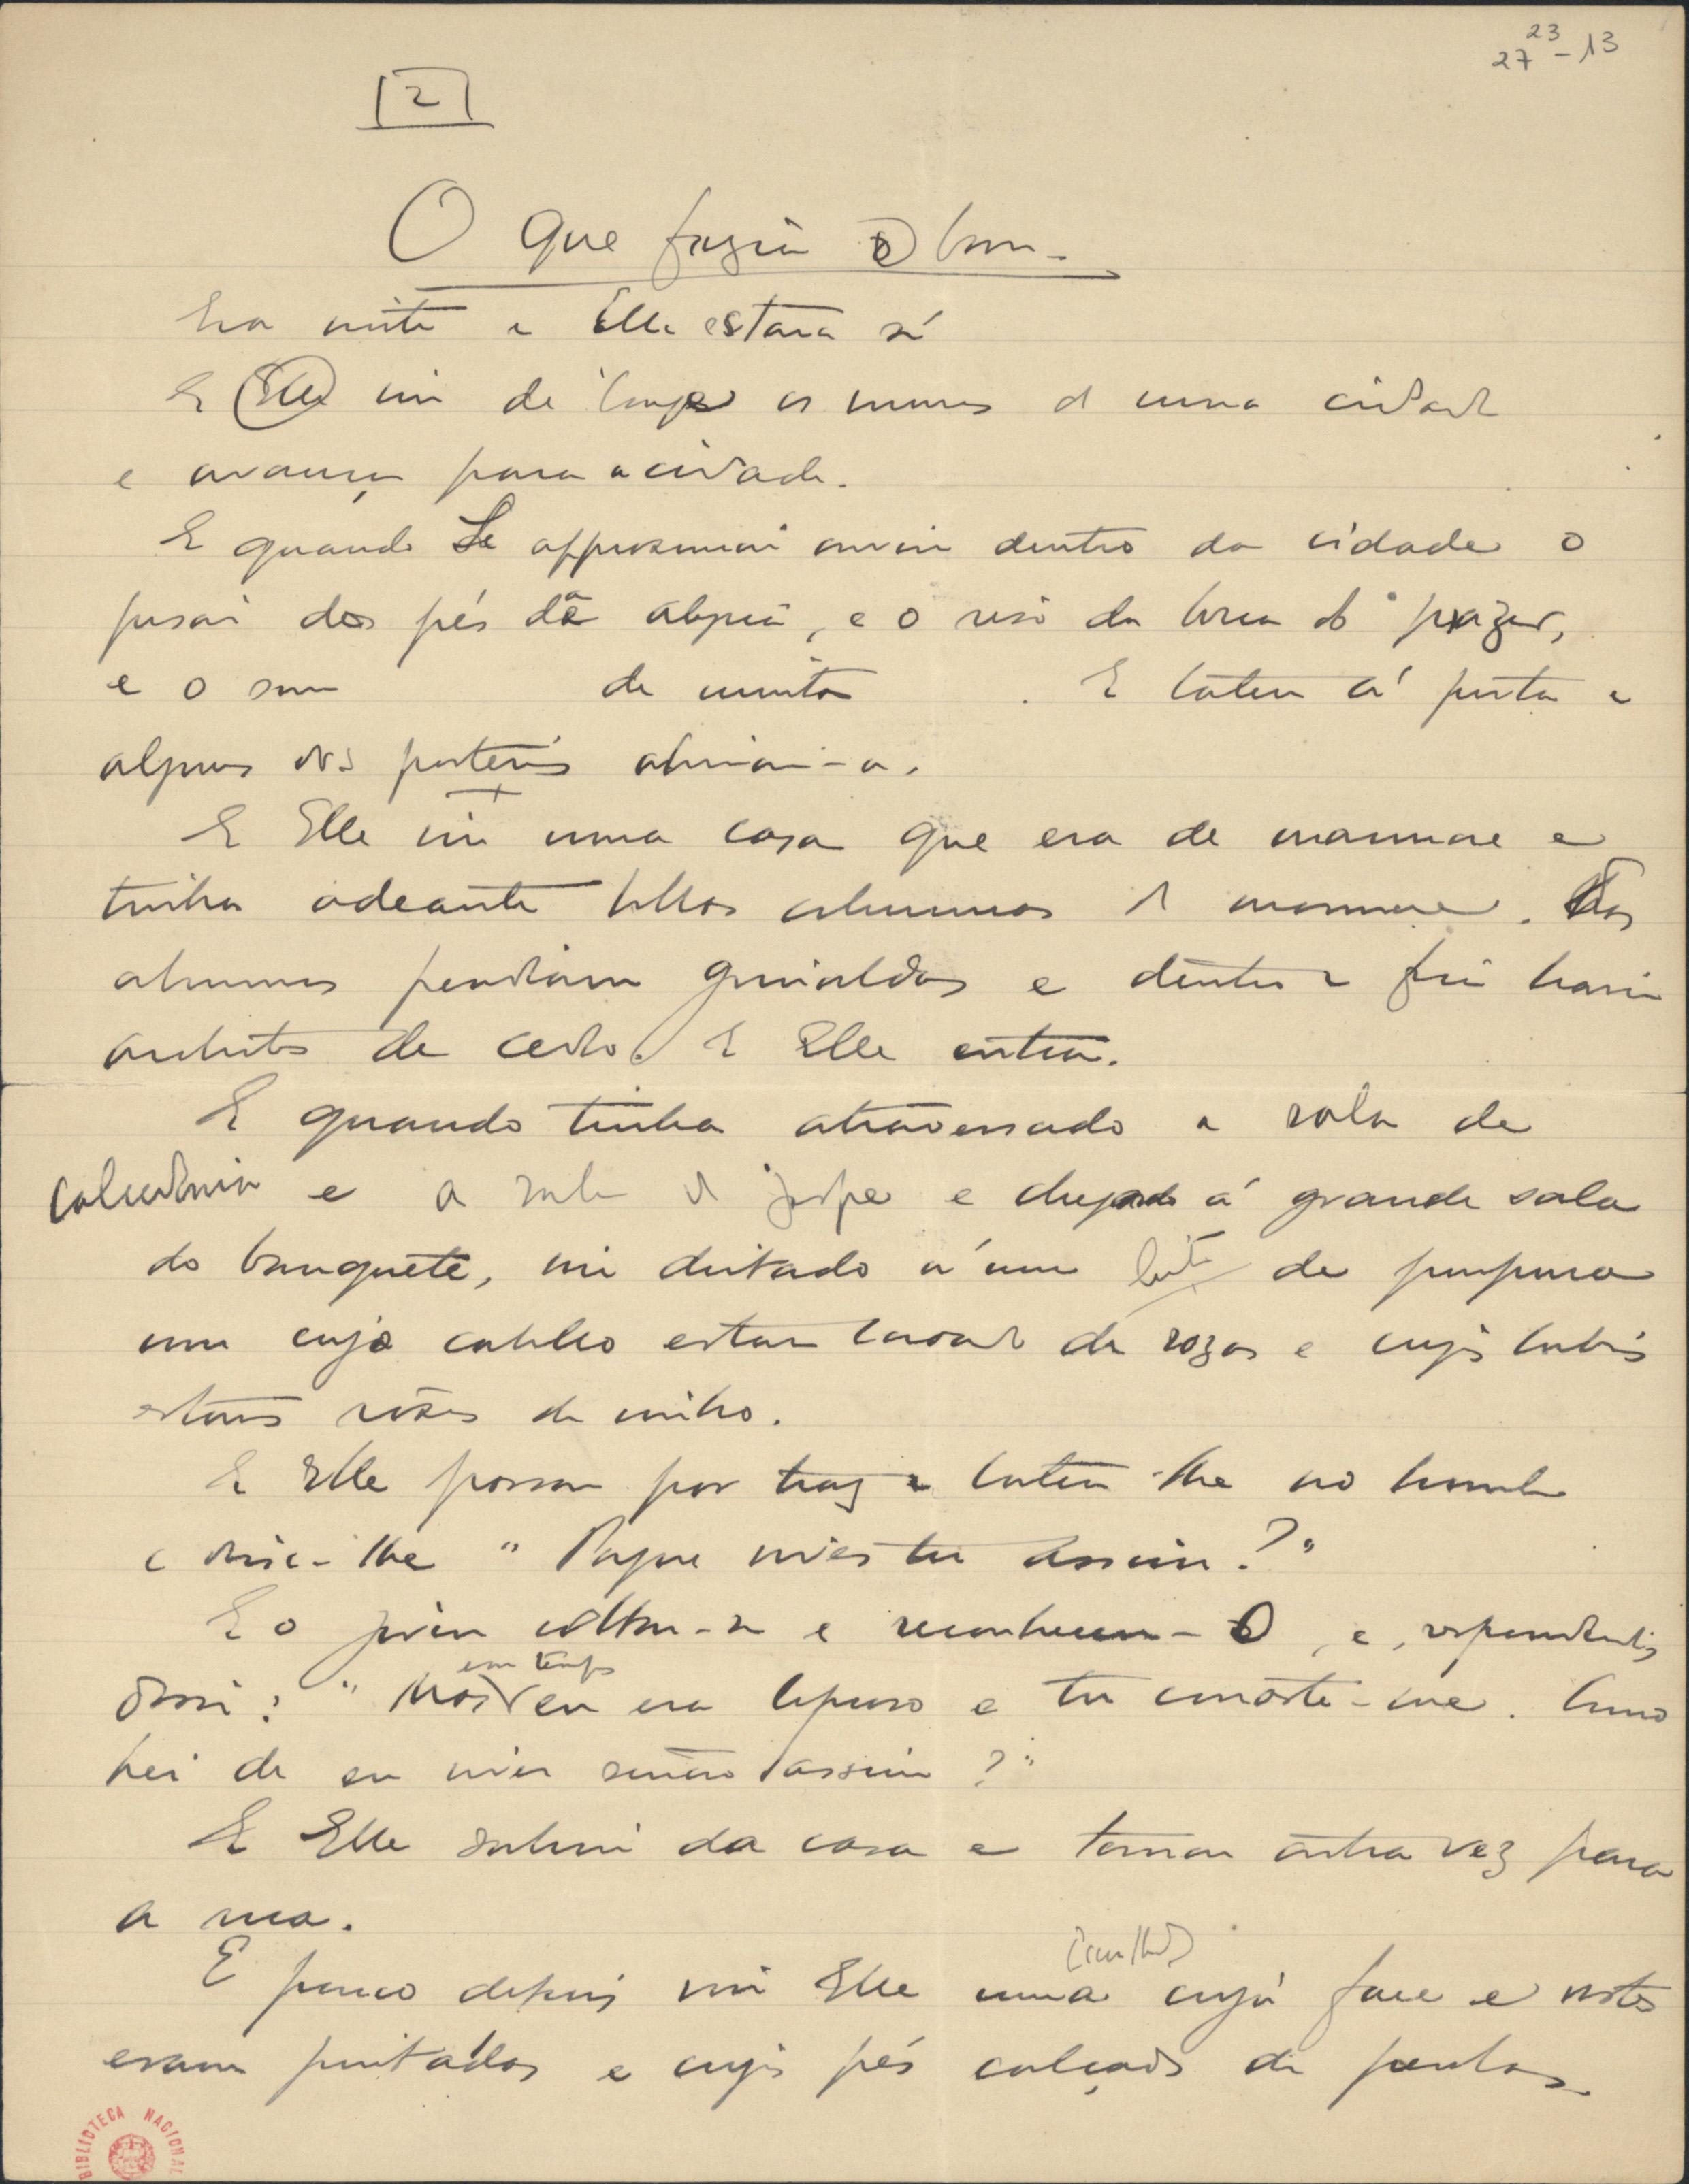 27 23 - 13
2
O que fazia o bem.
Era noite e Elle estava só
E Elle viu de longe os muros de uma cidade
e avançou para a cidade.
E quando se approximou ouviu dentro da cidade o
pisar dos pés da alegria, e o riso da boca do prazer,
e o som de muitos . E bateu á porta e
alguns dos porteiros abriram-a.
E Elle viu uma casa que era de marmore e
tinha adeante bellas columnas de marmore. Das
columnas pendiam grinaldas e dentro e fóra havia
archotes de cedro. E Elle entrou.
E quando tinha atravessado a sala de
calcedonia e a sala de jaspe e chegado á grande sala
do banquete, viu deitado a um leito de purpura
um cujo cabello estava coroado de rozas e cujos labios
estavam rôxos de vinho.
E Elle passou por traz e bateu-lhe no hombro
e disse-lhe "Porque vives tu assim?"
E o joven voltou-se e reconheceu-O, e, respondendo,
disse: "Mas em tempo eu era leproso e tu curaste-me. Como
hei de eu viver senão assim?"
E Elle sahiu da casa e tornou outra vez para
a rua.
E pouco depois viu Elle uma (mulher) cuja face e vestes
eram pintadas e cujos pés calçados de perolas
BIBLIOTECA NACIONAL